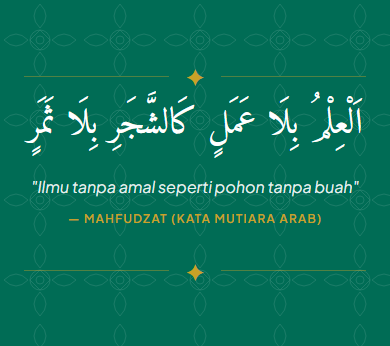 اَلْعِلْمُ بِلَا عَمَلٍ كَالشَّجَرِ بِلَا ثَمَرٍ
"Ilmu tanpa amal seperti pohon tanpa buah"
— MAHFUDZAT (KATA MUTIARA ARAB)